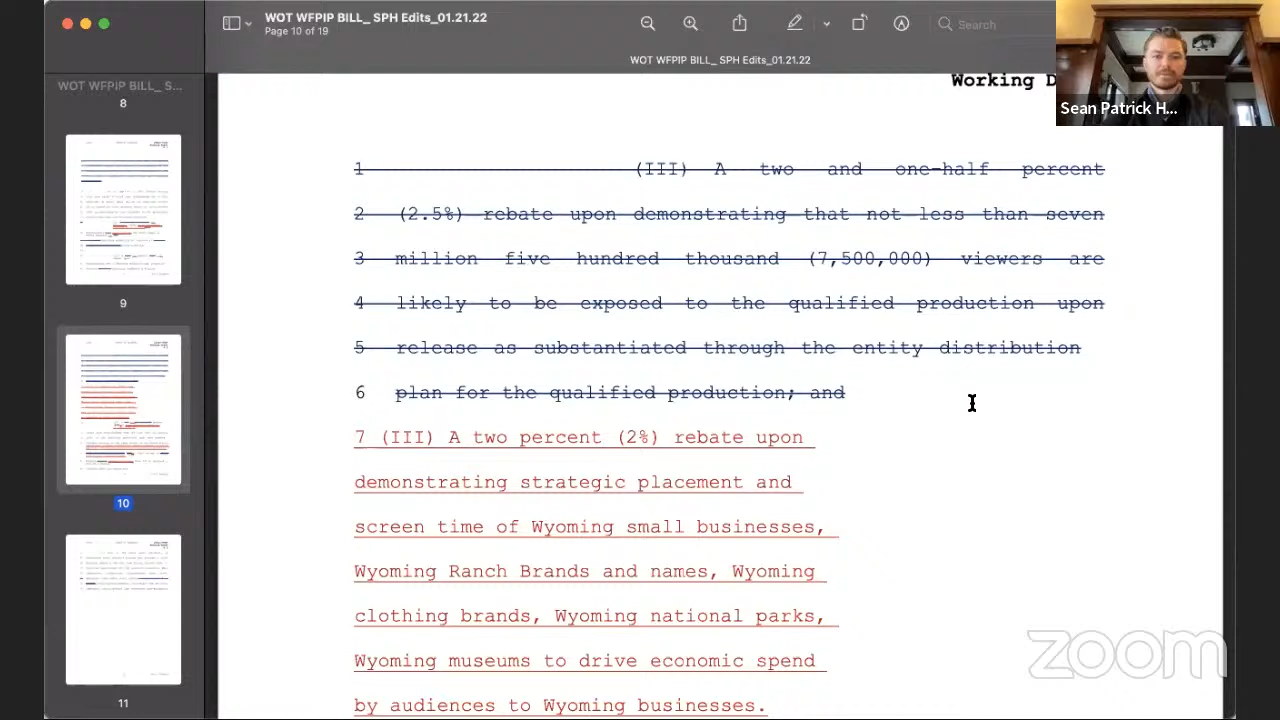 WOT WFPIP BILL_ SPH Edits_01.21.22
Page 10 of 19
Search
WOT WFPIP BILL_ SPH Edits_01.21.22
Sean Patrick H...
WOT WFPIP BILL_ S...
8
9
10
11
Working D
1 (III) A two and one-half percent
2 (2.5%) rebate upon demonstrating that not less than seven
3 million five hundred thousand (7,500,000) viewers are
4 likely to be exposed to the qualified production upon
5 release as substantiated through the entity distribution
6 plan for the qualified production; and
7 (III) A two percent (2%) rebate upon
demonstrating strategic placement and
screen time of Wyoming small businesses,
Wyoming Ranch Brands and names, Wyoming
clothing brands, Wyoming national parks,
Wyoming museums to drive economic spend
by audiences to Wyoming businesses.
zoom